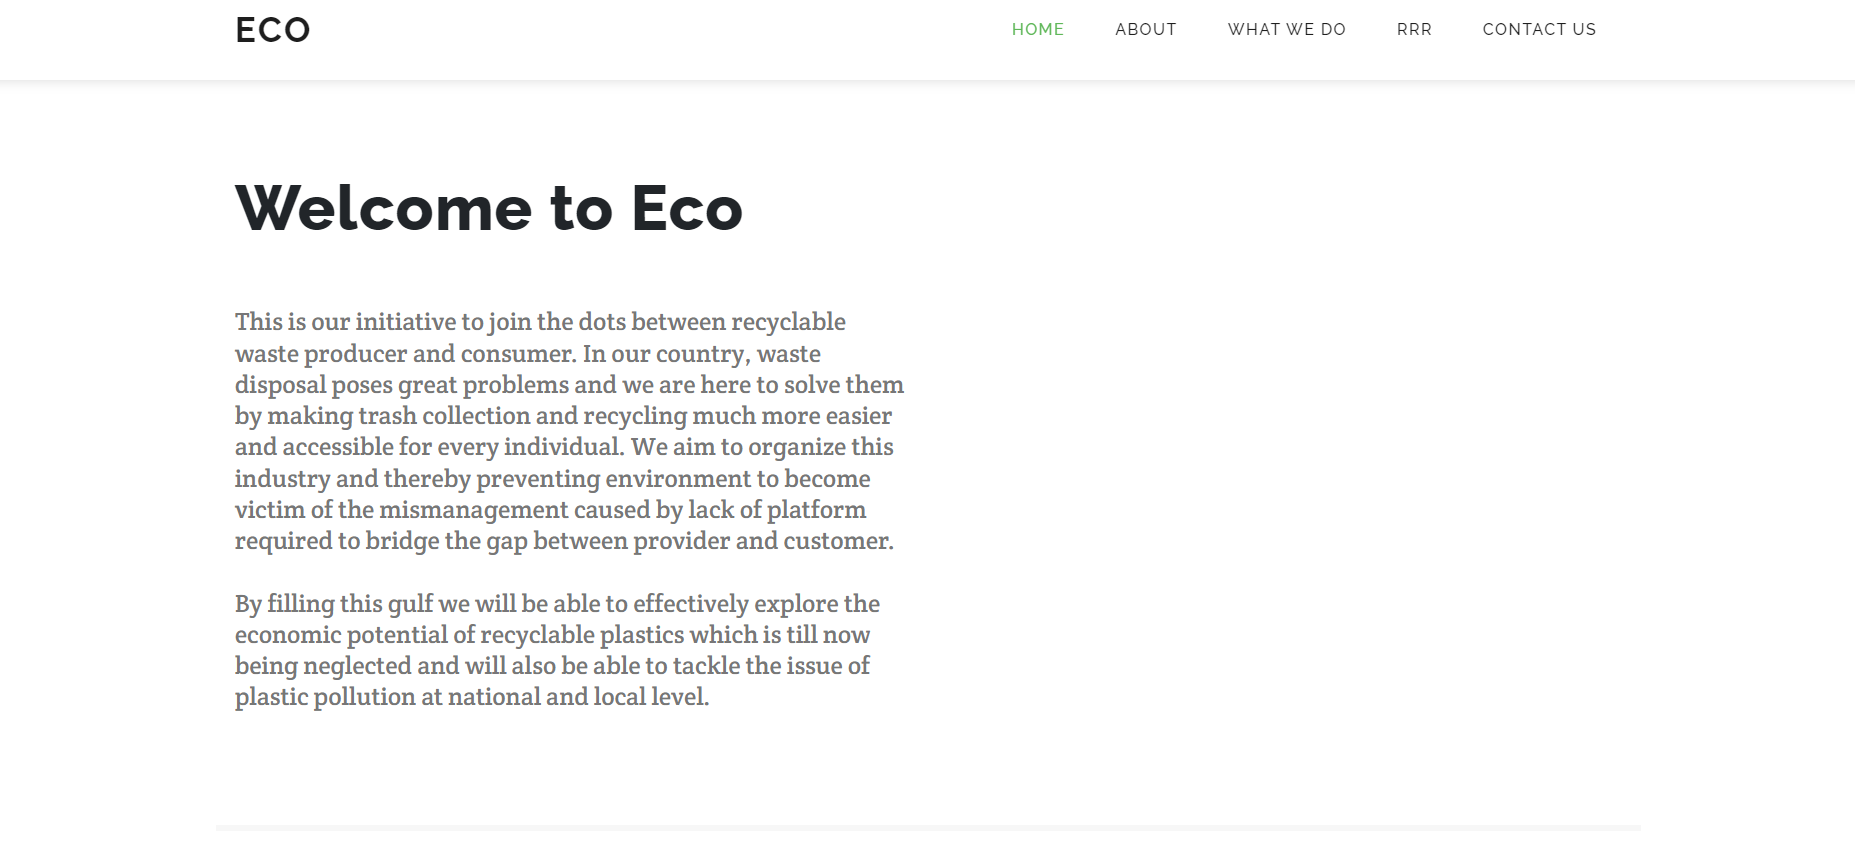 ECO
HOME ABOUT WHAT WE DO RRR CONTACT US
Welcome to Eco
This is our initiative to join the dots between recyclable
waste producer and consumer. In our country, waste
disposal poses great problems and we are here to solve them
by making trash collection and recycling much more easier
and accessible for every individual. We aim to organize this
industry and thereby preventing environment to become
victim of the mismanagement caused by lack of platform
required to bridge the gap between provider and customer.
By filling this gulf we will be able to effectively explore the
economic potential of recyclable plastics which is till now
being neglected and will also be able to tackle the issue of
plastic pollution at national and local level.